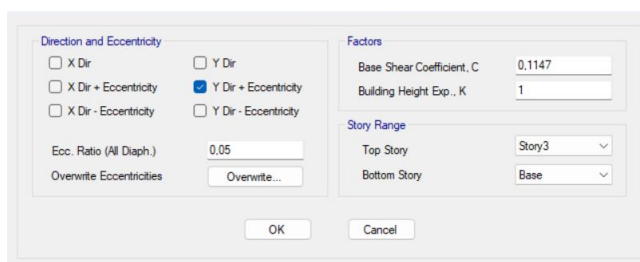 Direction and Eccentricity
X Dir
Y Dir
X Dir + Eccentricity
Y Dir + Eccentricity
X Dir - Eccentricity
Y Dir - Eccentricity
Ecc. Ratio (All Diaph.)
0,05
Overwrite Eccentricities
Overwrite...
Factors
Base Shear Coefficient, C
0,1147
Building Height Exp., K
1
Story Range
Top Story
Story3
Bottom Story
Base
OK
Cancel